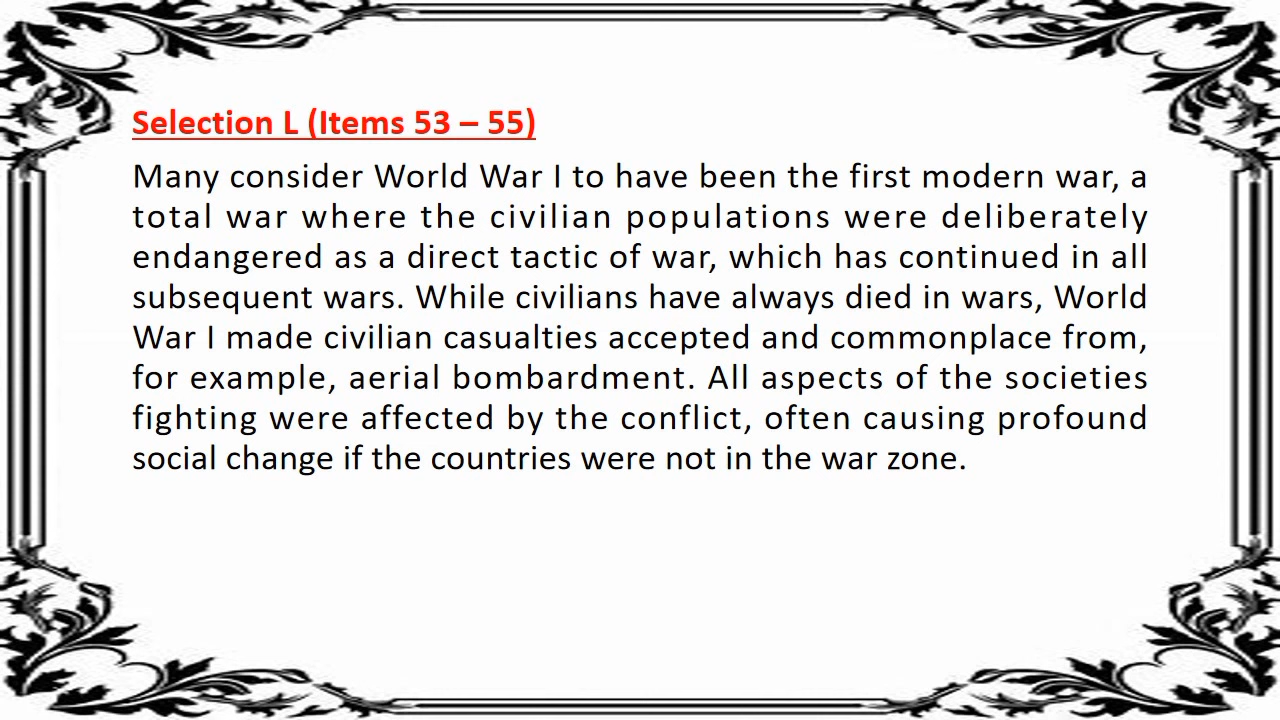 Selection L (Items 53 – 55)
Many consider World War I to have been the first modern war, a
total war where the civilian populations were deliberately
endangered as a direct tactic of war, which has continued in all
subsequent wars. While civilians have always died in wars, World
War I made civilian casualties accepted and commonplace from,
for example, aerial bombardment. All aspects of the societies
fighting were affected by the conflict, often causing profound
social change if the countries were not in the war zone.